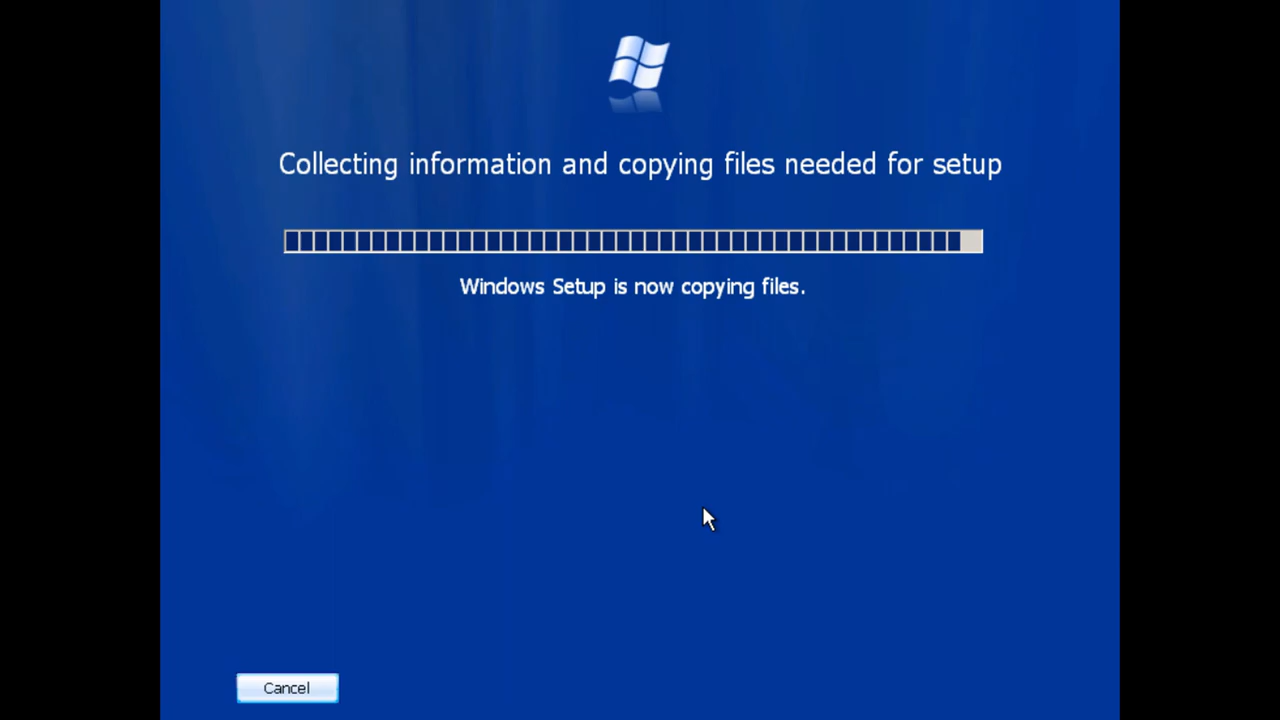 Collecting information and copying files needed for setup
Windows Setup is now copying files.
Cancel